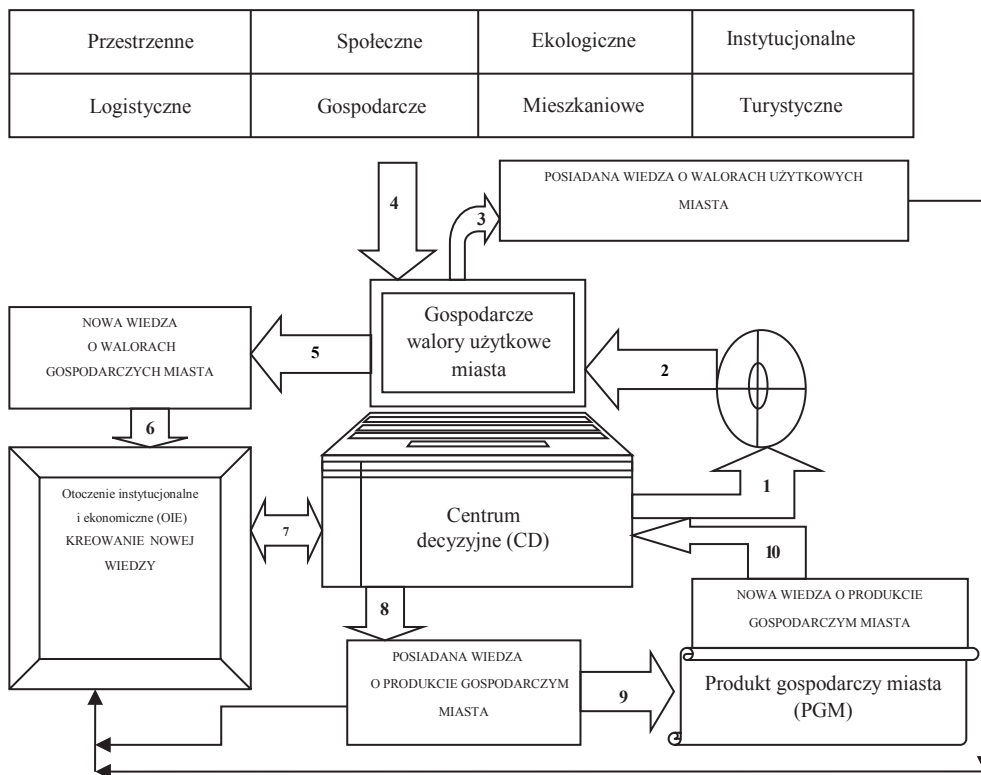 Przestrzenne Społeczne Ekologiczne Instytucjonalne
Logistyczne Gospodarcze Mieszkaniowe Turystyczne
POSIADANA WIEDZA O WALORACH UŻYTKOWYCH
MIASTA
4
3
Gospodarcze
walory użytkowe
miasta
NOWA WIEDZA
O WALORACH
GOSPODARCZYCH MIASTA
5
2
6
1
Otoczenie instytucjonalne
i ekonomiczne (OIE)
KREOWANIE NOWEJ
WIEDZY
7
Centrum
decyzyjne (CD)
10
8
NOWA WIEDZA O PRODUKCIE
GOSPODARCZYM MIASTA
POSIADANA WIEDZA
O PRODUKCIE GOSPODARCZYM
MIASTA
9
Produkt gospodarczy miasta
(PGM)